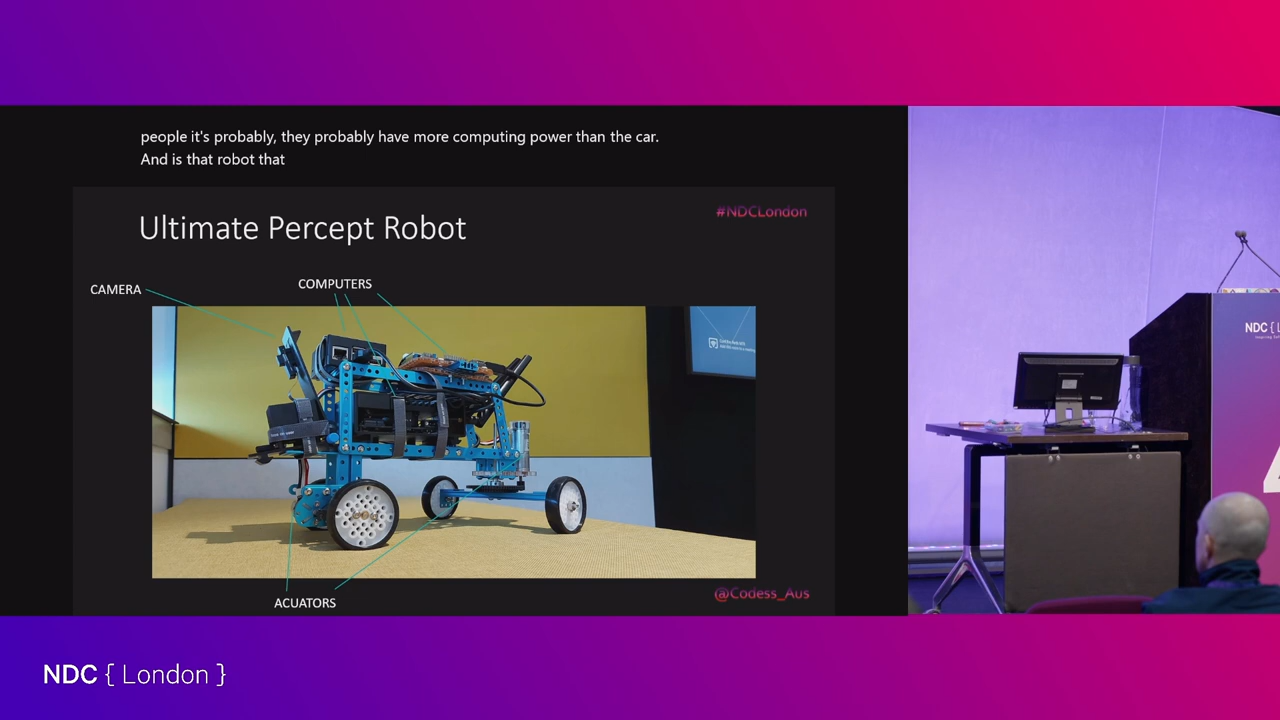 people it's probably, they probably have more computing power than the car.
And is that robot that
#NDCLondon
Ultimate Percept Robot
CAMERA
COMPUTERS
ACUATORS
@Codess_Aus
NDC {
NDC { London }